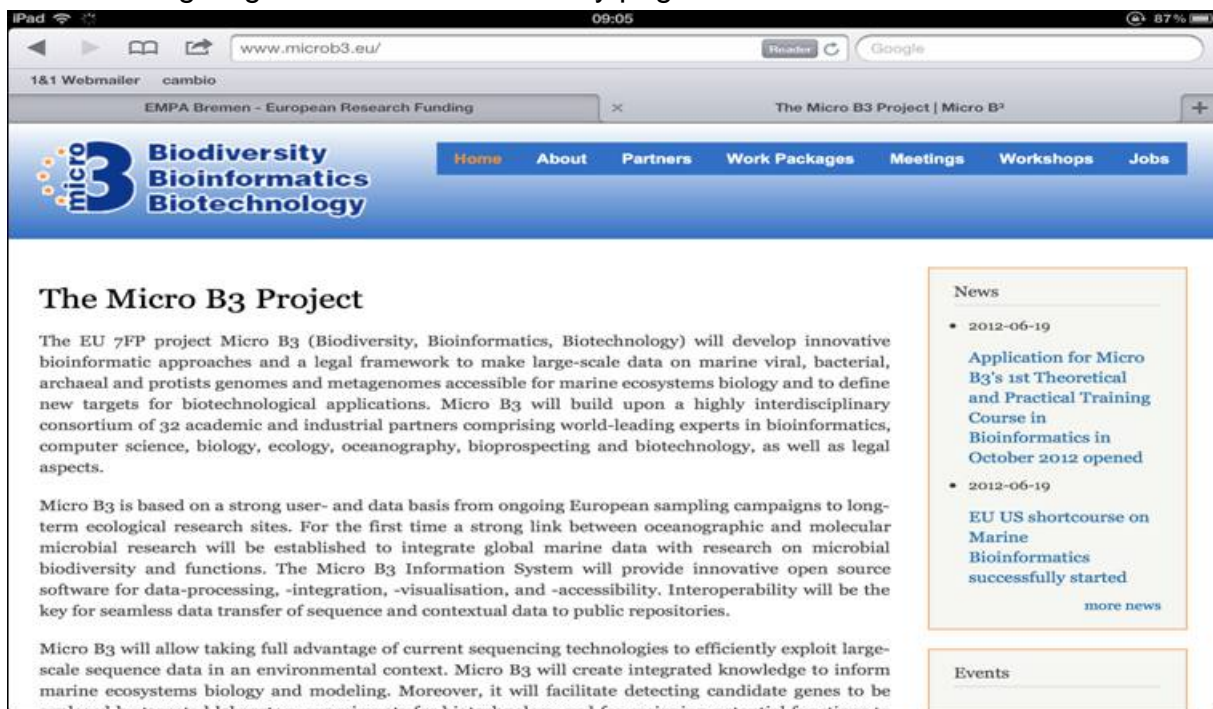 iPad 09:05 87%
www.microb3.eu/ Reader Google
1&1 Webmailer cambio
EMPA Bremen - European Research Funding The Micro B3 Project | Micro B³
micro B3
Biodiversity
Bioinformatics
Biotechnology
Home About Partners Work Packages Meetings Workshops Jobs
The Micro B3 Project
The EU 7FP project Micro B3 (Biodiversity, Bioinformatics, Biotechnology) will develop innovative
bioinformatic approaches and a legal framework to make large-scale data on marine viral, bacterial,
archaeal and protists genomes and metagenomes accessible for marine ecosystems biology and to define
new targets for biotechnological applications. Micro B3 will build upon a highly interdisciplinary
consortium of 32 academic and industrial partners comprising world-leading experts in bioinformatics,
computer science, biology, ecology, oceanography, bioprospecting and biotechnology, as well as legal
aspects.
Micro B3 is based on a strong user- and data basis from ongoing European sampling campaigns to long-
term ecological research sites. For the first time a strong link between oceanographic and molecular
microbial research will be established to integrate global marine data with research on microbial
biodiversity and functions. The Micro B3 Information System will provide innovative open source
software for data-processing, -integration, -visualisation, and -accessibility. Interoperability will be the
key for seamless data transfer of sequence and contextual data to public repositories.
Micro B3 will allow taking full advantage of current sequencing technologies to efficiently exploit large-
scale sequence data in an environmental context. Micro B3 will create integrated knowledge to inform
marine ecosystems biology and modeling. Moreover, it will facilitate detecting candidate genes to be
News
• 2012-06-19
Application for Micro
B3's 1st Theoretical
and Practical Training
Course in
Bioinformatics in
October 2012 opened
• 2012-06-19
EU US shortcourse on
Marine
Bioinformatics
successfully started
more news
Events